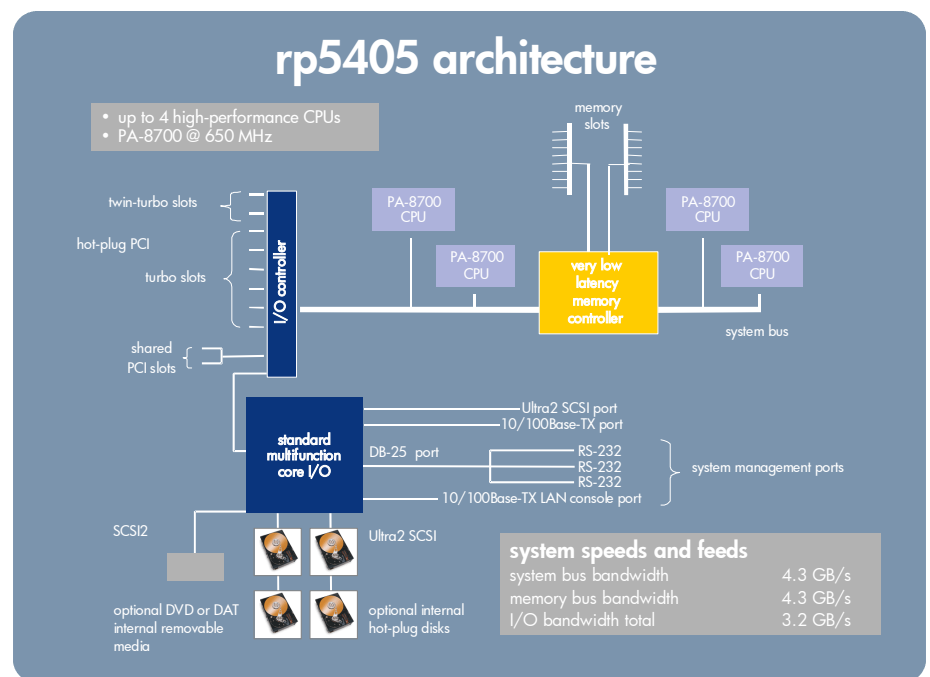 rp5405 architecture
• up to 4 high-performance CPUs
• PA-8700 @ 650 MHz
memory
slots
twin-turbo slots
hot-plug PCI
turbo slots
shared
PCI slots
I/O controller
PA-8700
CPU
PA-8700
CPU
very low
latency
memory
controller
PA-8700
CPU
PA-8700
CPU
system bus
standard
multifunction
core I/O
Ultra2 SCSI port
10/100Base-TX port
DB-25 port
RS-232
RS-232
RS-232
system management ports
10/100Base-TX LAN console port
SCSI2
Ultra2 SCSI
optional DVD or DAT
internal removable
media
optional internal
hot-plug disks
system speeds and feeds
system bus bandwidth 4.3 GB/s
memory bus bandwidth 4.3 GB/s
I/O bandwidth total 3.2 GB/s